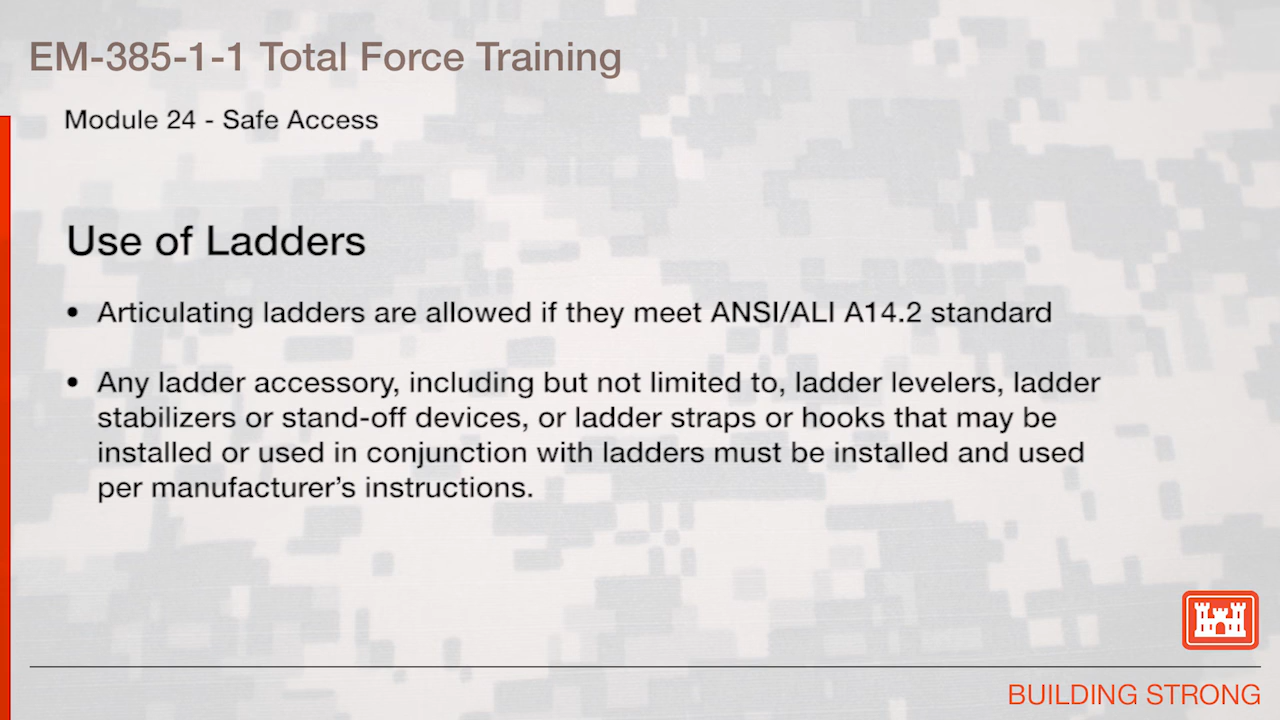 EM-385-1-1 Total Force Training
Module 24 - Safe Access
Use of Ladders
• Articulating ladders are allowed if they meet ANSI/ALI A14.2 standard
• Any ladder accessory, including but not limited to, ladder levelers, ladder
stabilizers or stand-off devices, or ladder straps or hooks that may be
installed or used in conjunction with ladders must be installed and used
per manufacturer’s instructions.
BUILDING STRONG